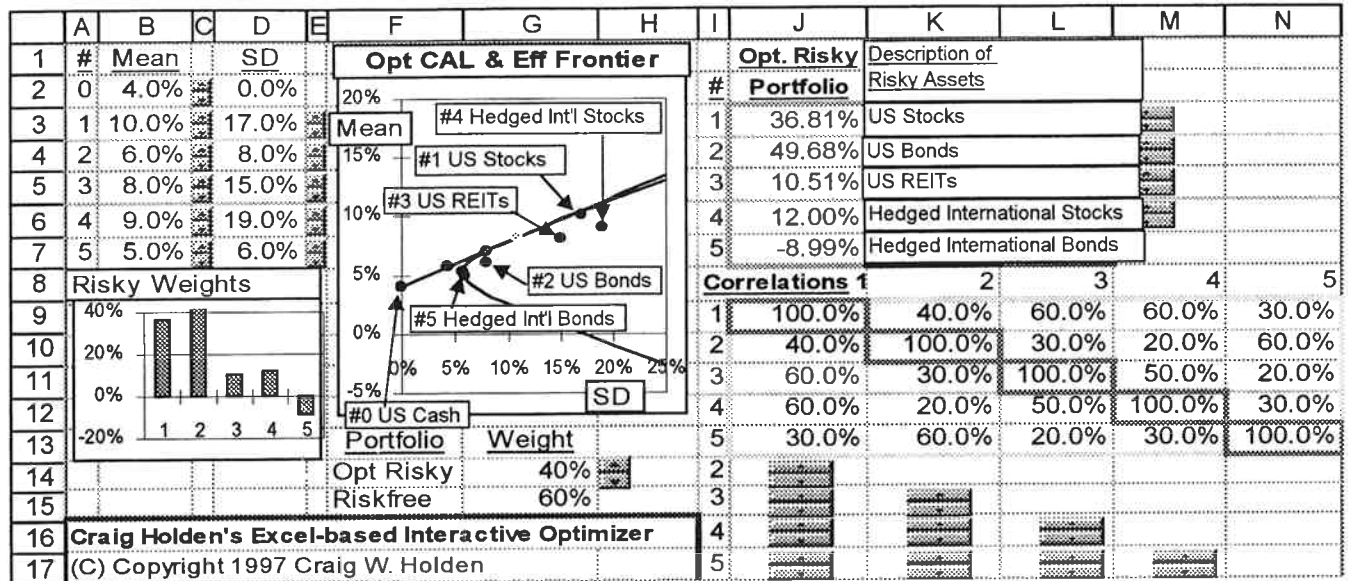 A B C D E F G H I J K L M N
1 # Mean SD Opt CAL & Eff Frontier Opt. Risky Description of
2 0 4.0% 0.0% # Portfolio Risky Assets
3 1 10.0% 17.0% 1 36.81% US Stocks
4 2 6.0% 8.0% 2 49.68% US Bonds
5 3 8.0% 15.0% 3 10.51% US REITs
6 4 9.0% 19.0% 4 12.00% Hedged International Stocks
7 5 5.0% 6.0% 5 -8.99% Hedged International Bonds
20%
Mean
#4 Hedged Int'l Stocks
15%
#1 US Stocks
#3 US REITs
10%
5%
#2 US Bonds
#5 Hedged Int'l Bonds
0%
0% 5% 10% 15% 20% 25%
-5%
SD
#0 US Cash
8 Risky Weights Correlations 1 2 3 4 5
9 1 100.0% 40.0% 60.0% 60.0% 30.0%
10 2 40.0% 100.0% 30.0% 20.0% 60.0%
11 3 60.0% 30.0% 100.0% 50.0% 20.0%
12 4 60.0% 20.0% 50.0% 100.0% 30.0%
13 Portfolio Weight 5 30.0% 60.0% 20.0% 30.0% 100.0%
40%
20%
0%
-20%
1 2 3 4 5
14 Opt Risky 40% 2
15 Riskfree 60% 3
16 Craig Holden's Excel-based Interactive Optimizer 4
17 (C) Copyright 1997 Craig W. Holden 5